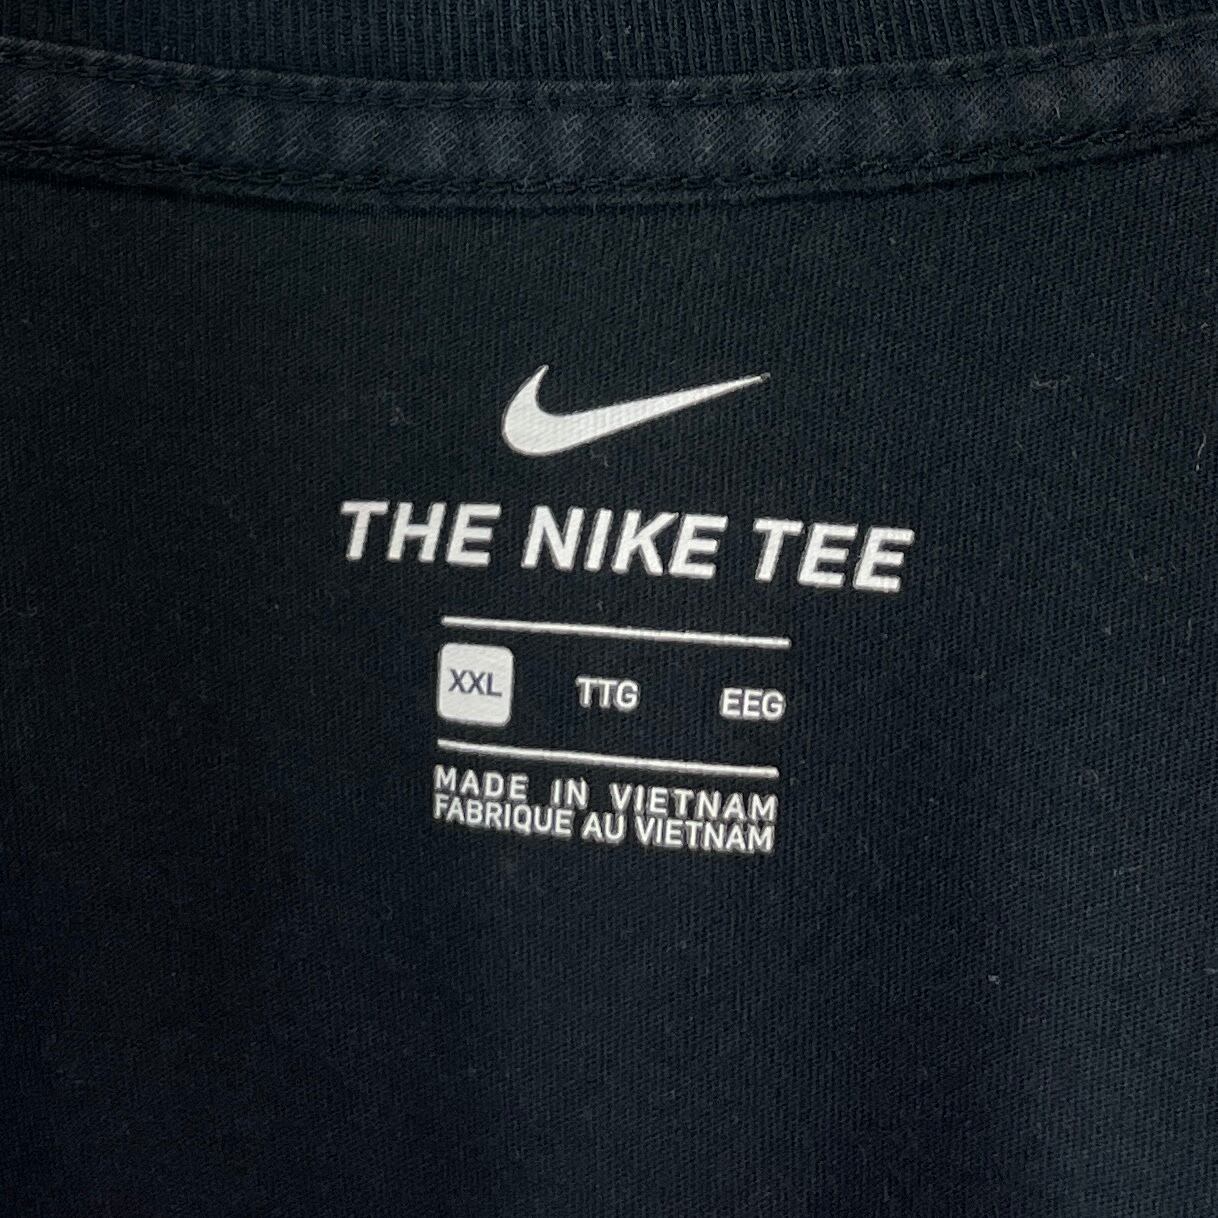 THE NIKE TEE
XXL TTG EEG
MADE IN VIETNAM
FABRIQUE AU VIETNAM